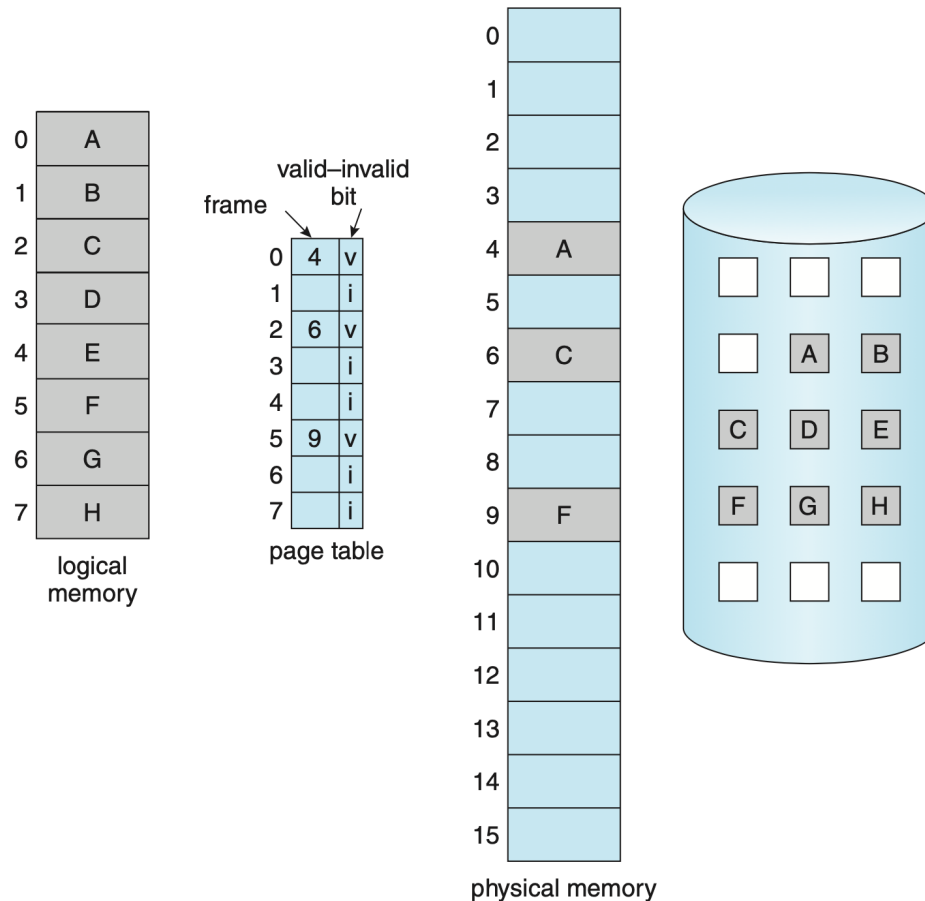 0 A
1 B
2 C
3 D
4 E
5 F
6 G
7 H
logical
memory
valid–invalid
bit
frame
0 4 v
1 i
2 6 v
3 i
4 i
5 9 v
6 i
7 i
page table
0
1
2
3
4 A
5
6 C
7
8
9 F
10
11
12
13
14
15
physical memory
A B
C D E
F G H